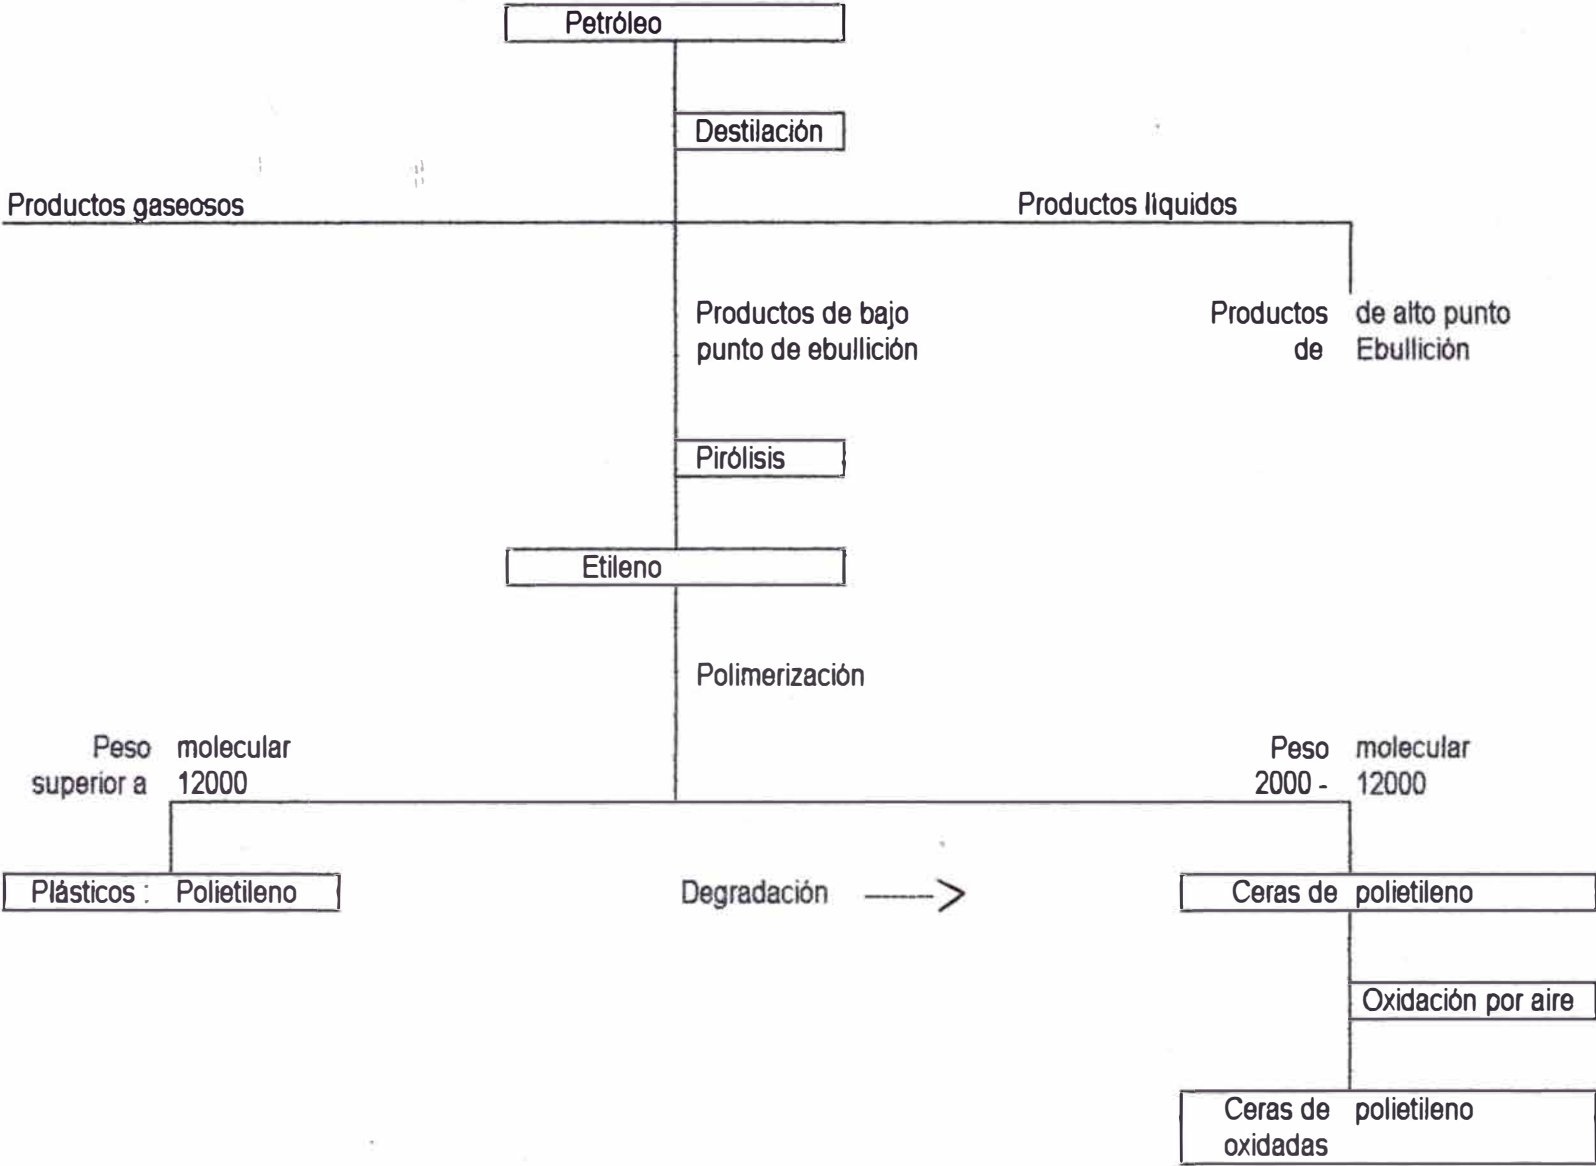 Petróleo
Destilación
Productos gaseosos
Productos líquidos
Productos de bajo
punto de ebullición
Productos de alto punto
de Ebullición
Pirólisis
Etileno
Polimerización
Peso molecular
superior a 12000
Peso molecular
2000 - 12000
Plásticos : Polietileno
Degradación ------>
Ceras de polietileno
Oxidación por aire
Ceras de polietileno
oxidadas